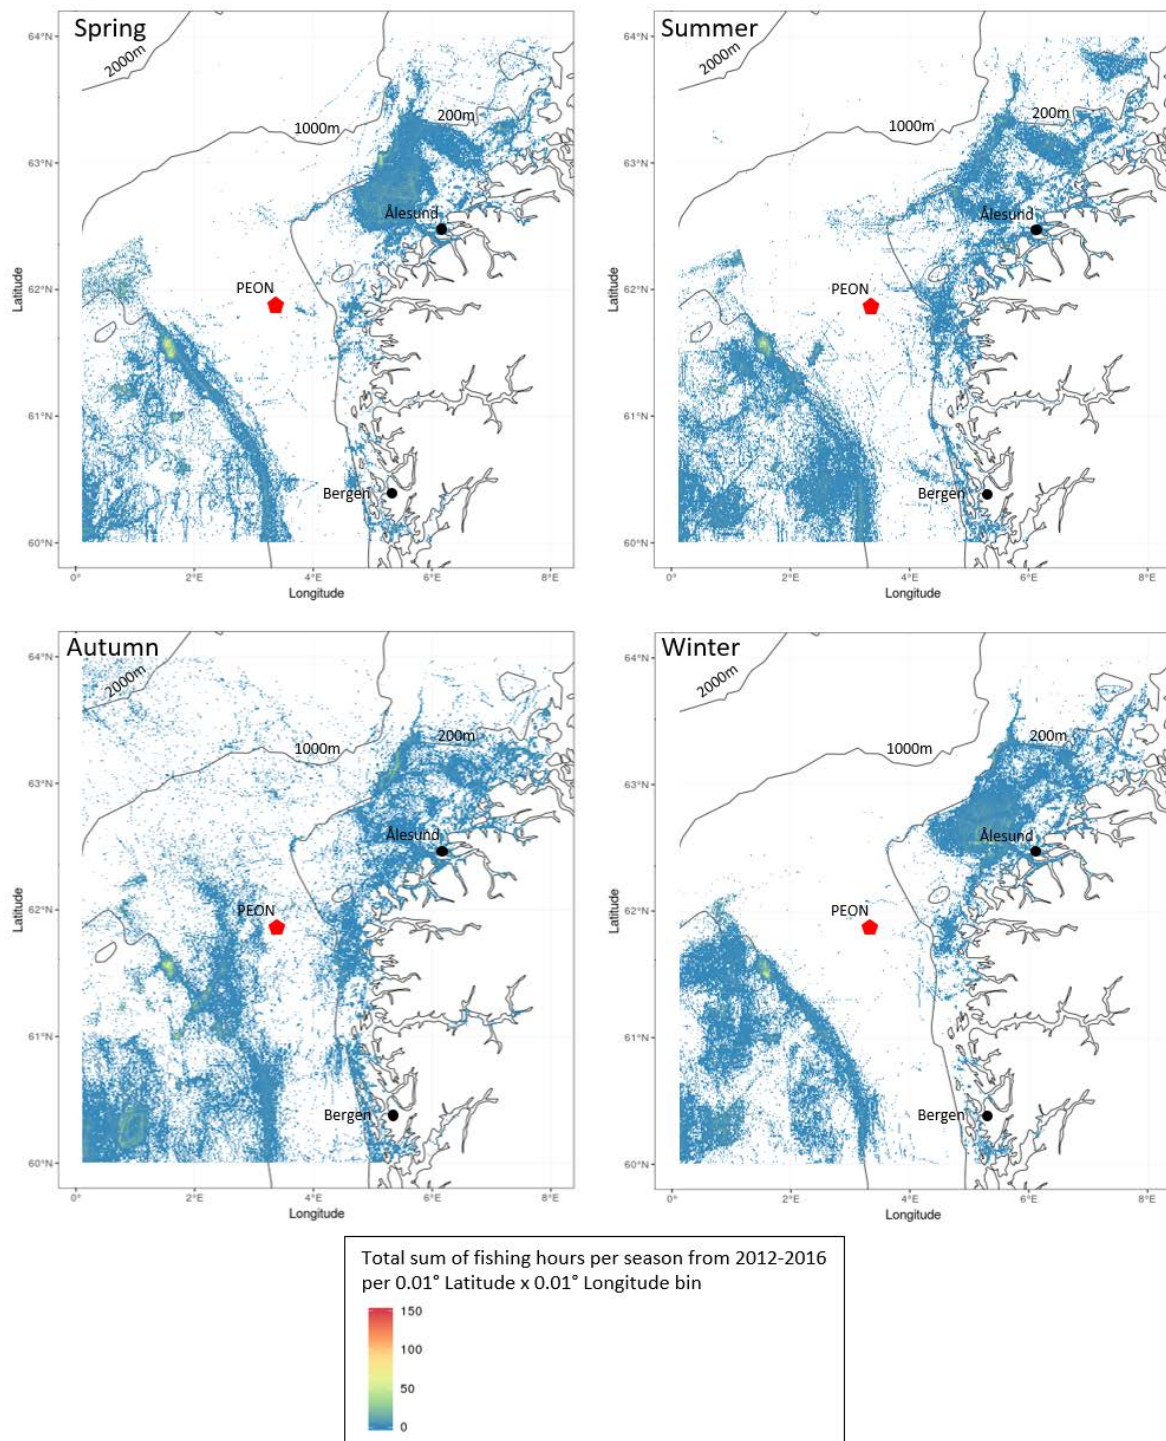 Spring
64°N
63°N
62°N
61°N
60°N
Latitude
2000m
1000m
200m
Ålesund
PEON
Bergen
0°
2°E
4°E
6°E
8°E
Longitude
Summer
64°N
63°N
62°N
61°N
60°N
Latitude
2000m
1000m
200m
Ålesund
PEON
Bergen
0°
2°E
4°E
6°E
8°E
Longitude
Autumn
64°N
63°N
62°N
61°N
60°N
Latitude
2000m
1000m
200m
Ålesund
PEON
Bergen
0°
2°E
4°E
6°E
8°E
Longitude
Winter
64°N
63°N
62°N
61°N
60°N
Latitude
2000m
1000m
200m
Ålesund
PEON
Bergen
0°
2°E
4°E
6°E
8°E
Longitude
Total sum of fishing hours per season from 2012-2016
per 0.01° Latitude x 0.01° Longitude bin
150
100
50
0